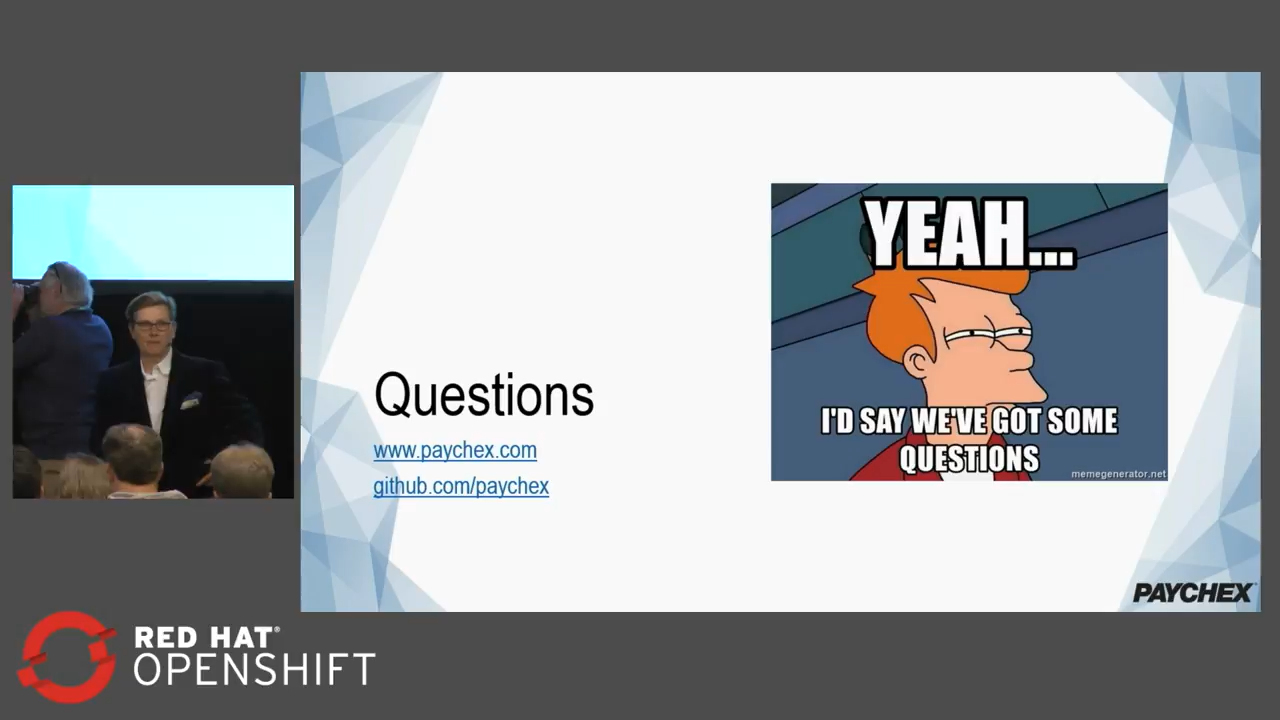 YEAH...
I'D SAY WE'VE GOT SOME
QUESTIONS
memegenerator.net
Questions
www.paychex.com
github.com/paychex
PAYCHEX
RED HAT®
OPENSHIFT